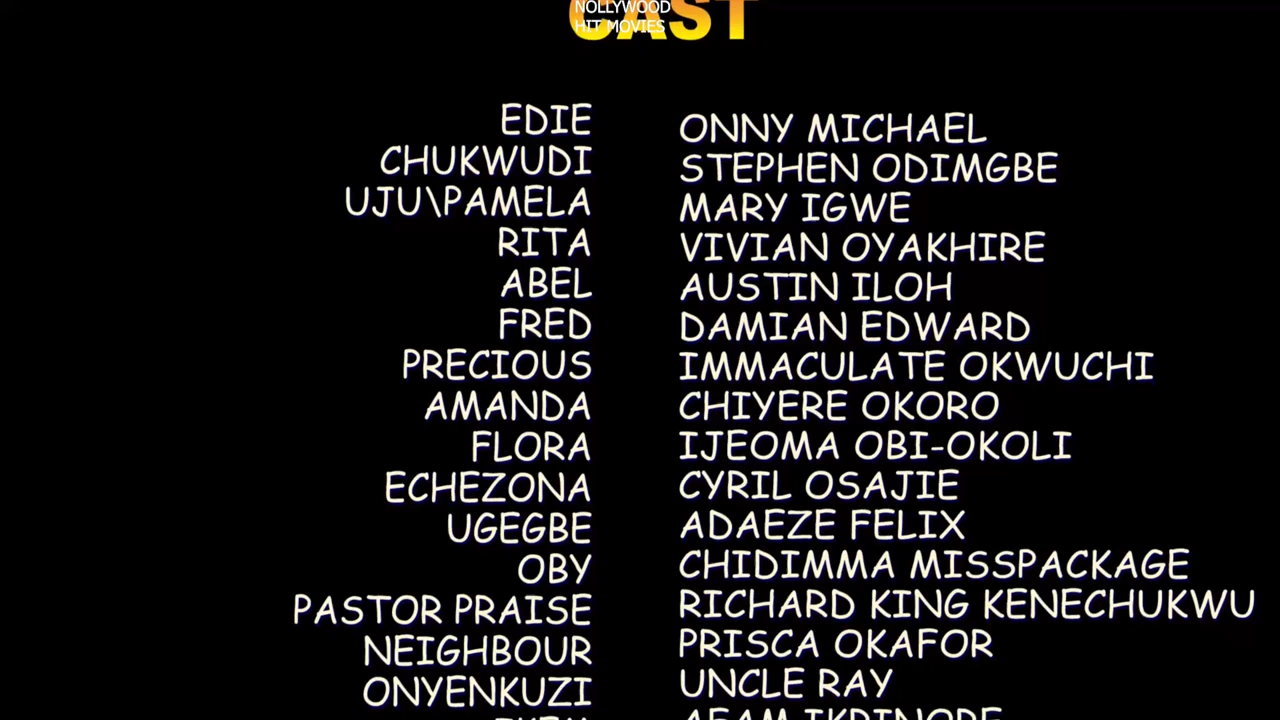 NOLLYWOOD
HIT MOVIES
CAST
EDIE ONNY MICHAEL
CHUKWUDI STEPHEN ODIMGBE
UJU\PAMELA MARY IGWE
RITA VIVIAN OYAKHIRE
ABEL AUSTIN ILOH
FRED DAMIAN EDWARD
PRECIOUS IMMACULATE OKWUCHI
AMANDA CHIYERE OKORO
FLORA IJEOMA OBI-OKOLI
ECHEZONA CYRIL OSAJIE
UGEGBE ADAEZE FELIX
OBY CHIDIMMA MISSPACKAGE
PASTOR PRAISE RICHARD KING KENECHUKWU
NEIGHBOUR PRISCA OKAFOR
ONYENKUZI UNCLE RAY